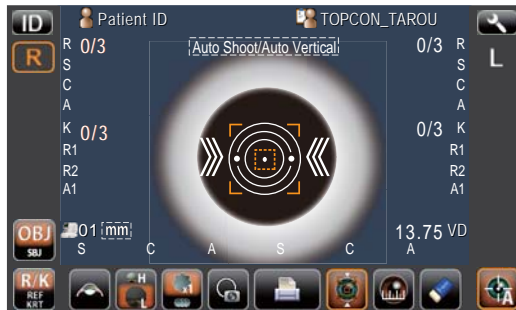 ID Patient ID TOPCON_TAROU
R R 0/3 Auto Shoot/Auto Vertical 0/3 R L
S S
C C
A A
K 0/3 0/3 K
R1 R1
R2 R2
A1 A1
OBJ SBJ 01 mm 13.75 VD
S C A S C A
R/K REF KRT H L A